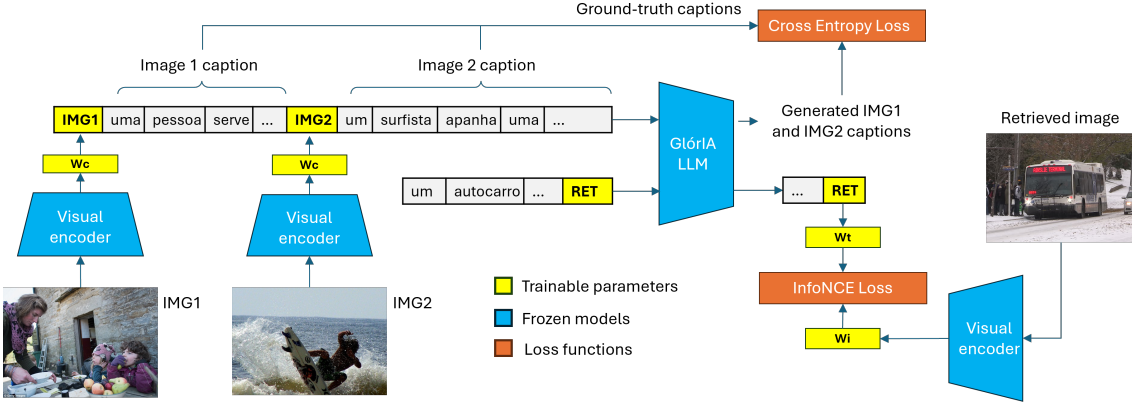 Ground-truth captions
Cross Entropy Loss
Image 1 caption
Image 2 caption
IMG1 uma pessoa serve ... IMG2 um surfista apanha uma ...
GlórIA
LLM
Generated IMG1
and IMG2 captions
Retrieved image
Wc
Wc
um autocarro ... RET
... RET
Visual
encoder
Visual
encoder
Wt
IMG1
IMG2
Trainable parameters
Frozen models
Loss functions
InfoNCE Loss
Wi
Visual
encoder